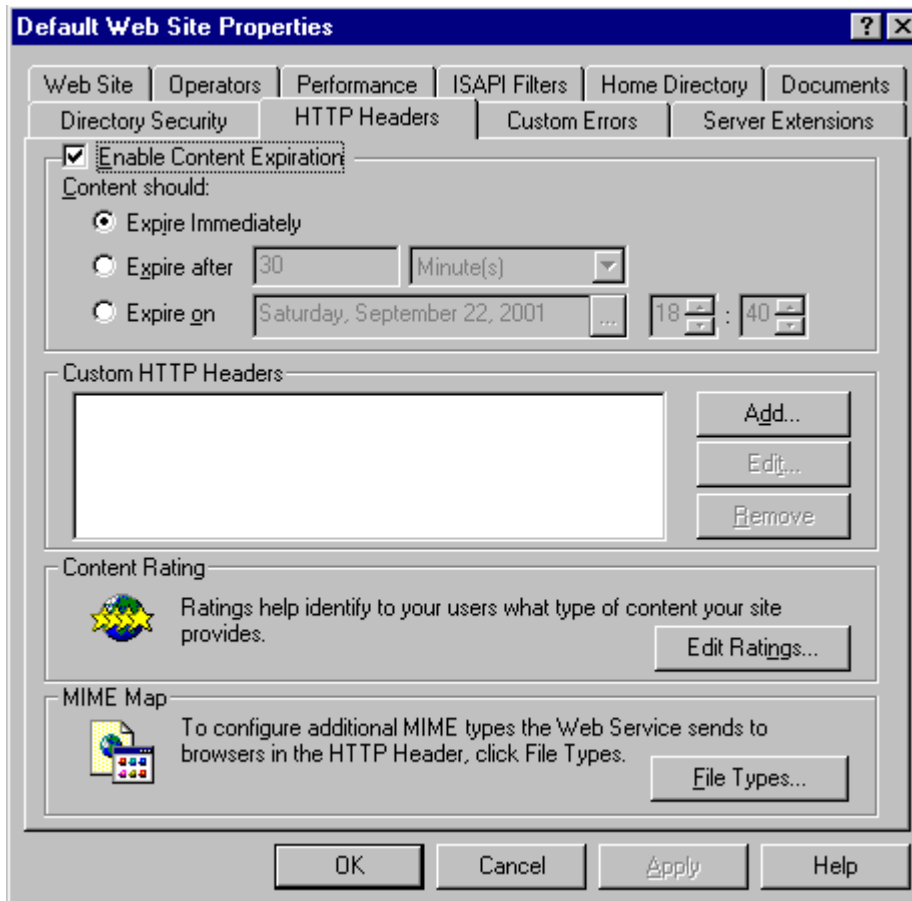 Default Web Site Properties
Web Site Operators Performance ISAPI Filters Home Directory Documents
Directory Security HTTP Headers Custom Errors Server Extensions
Enable Content Expiration
Content should:
Expire Immediately
Expire after 30 Minute(s)
Expire on Saturday, September 22, 2001 ... 18 : 40
Custom HTTP Headers
Add...
Edit...
Remove
Content Rating
Ratings help identify to your users what type of content your site
provides.
Edit Ratings...
MIME Map
To configure additional MIME types the Web Service sends to
browsers in the HTTP Header, click File Types.
File Types...
OK Cancel Apply Help